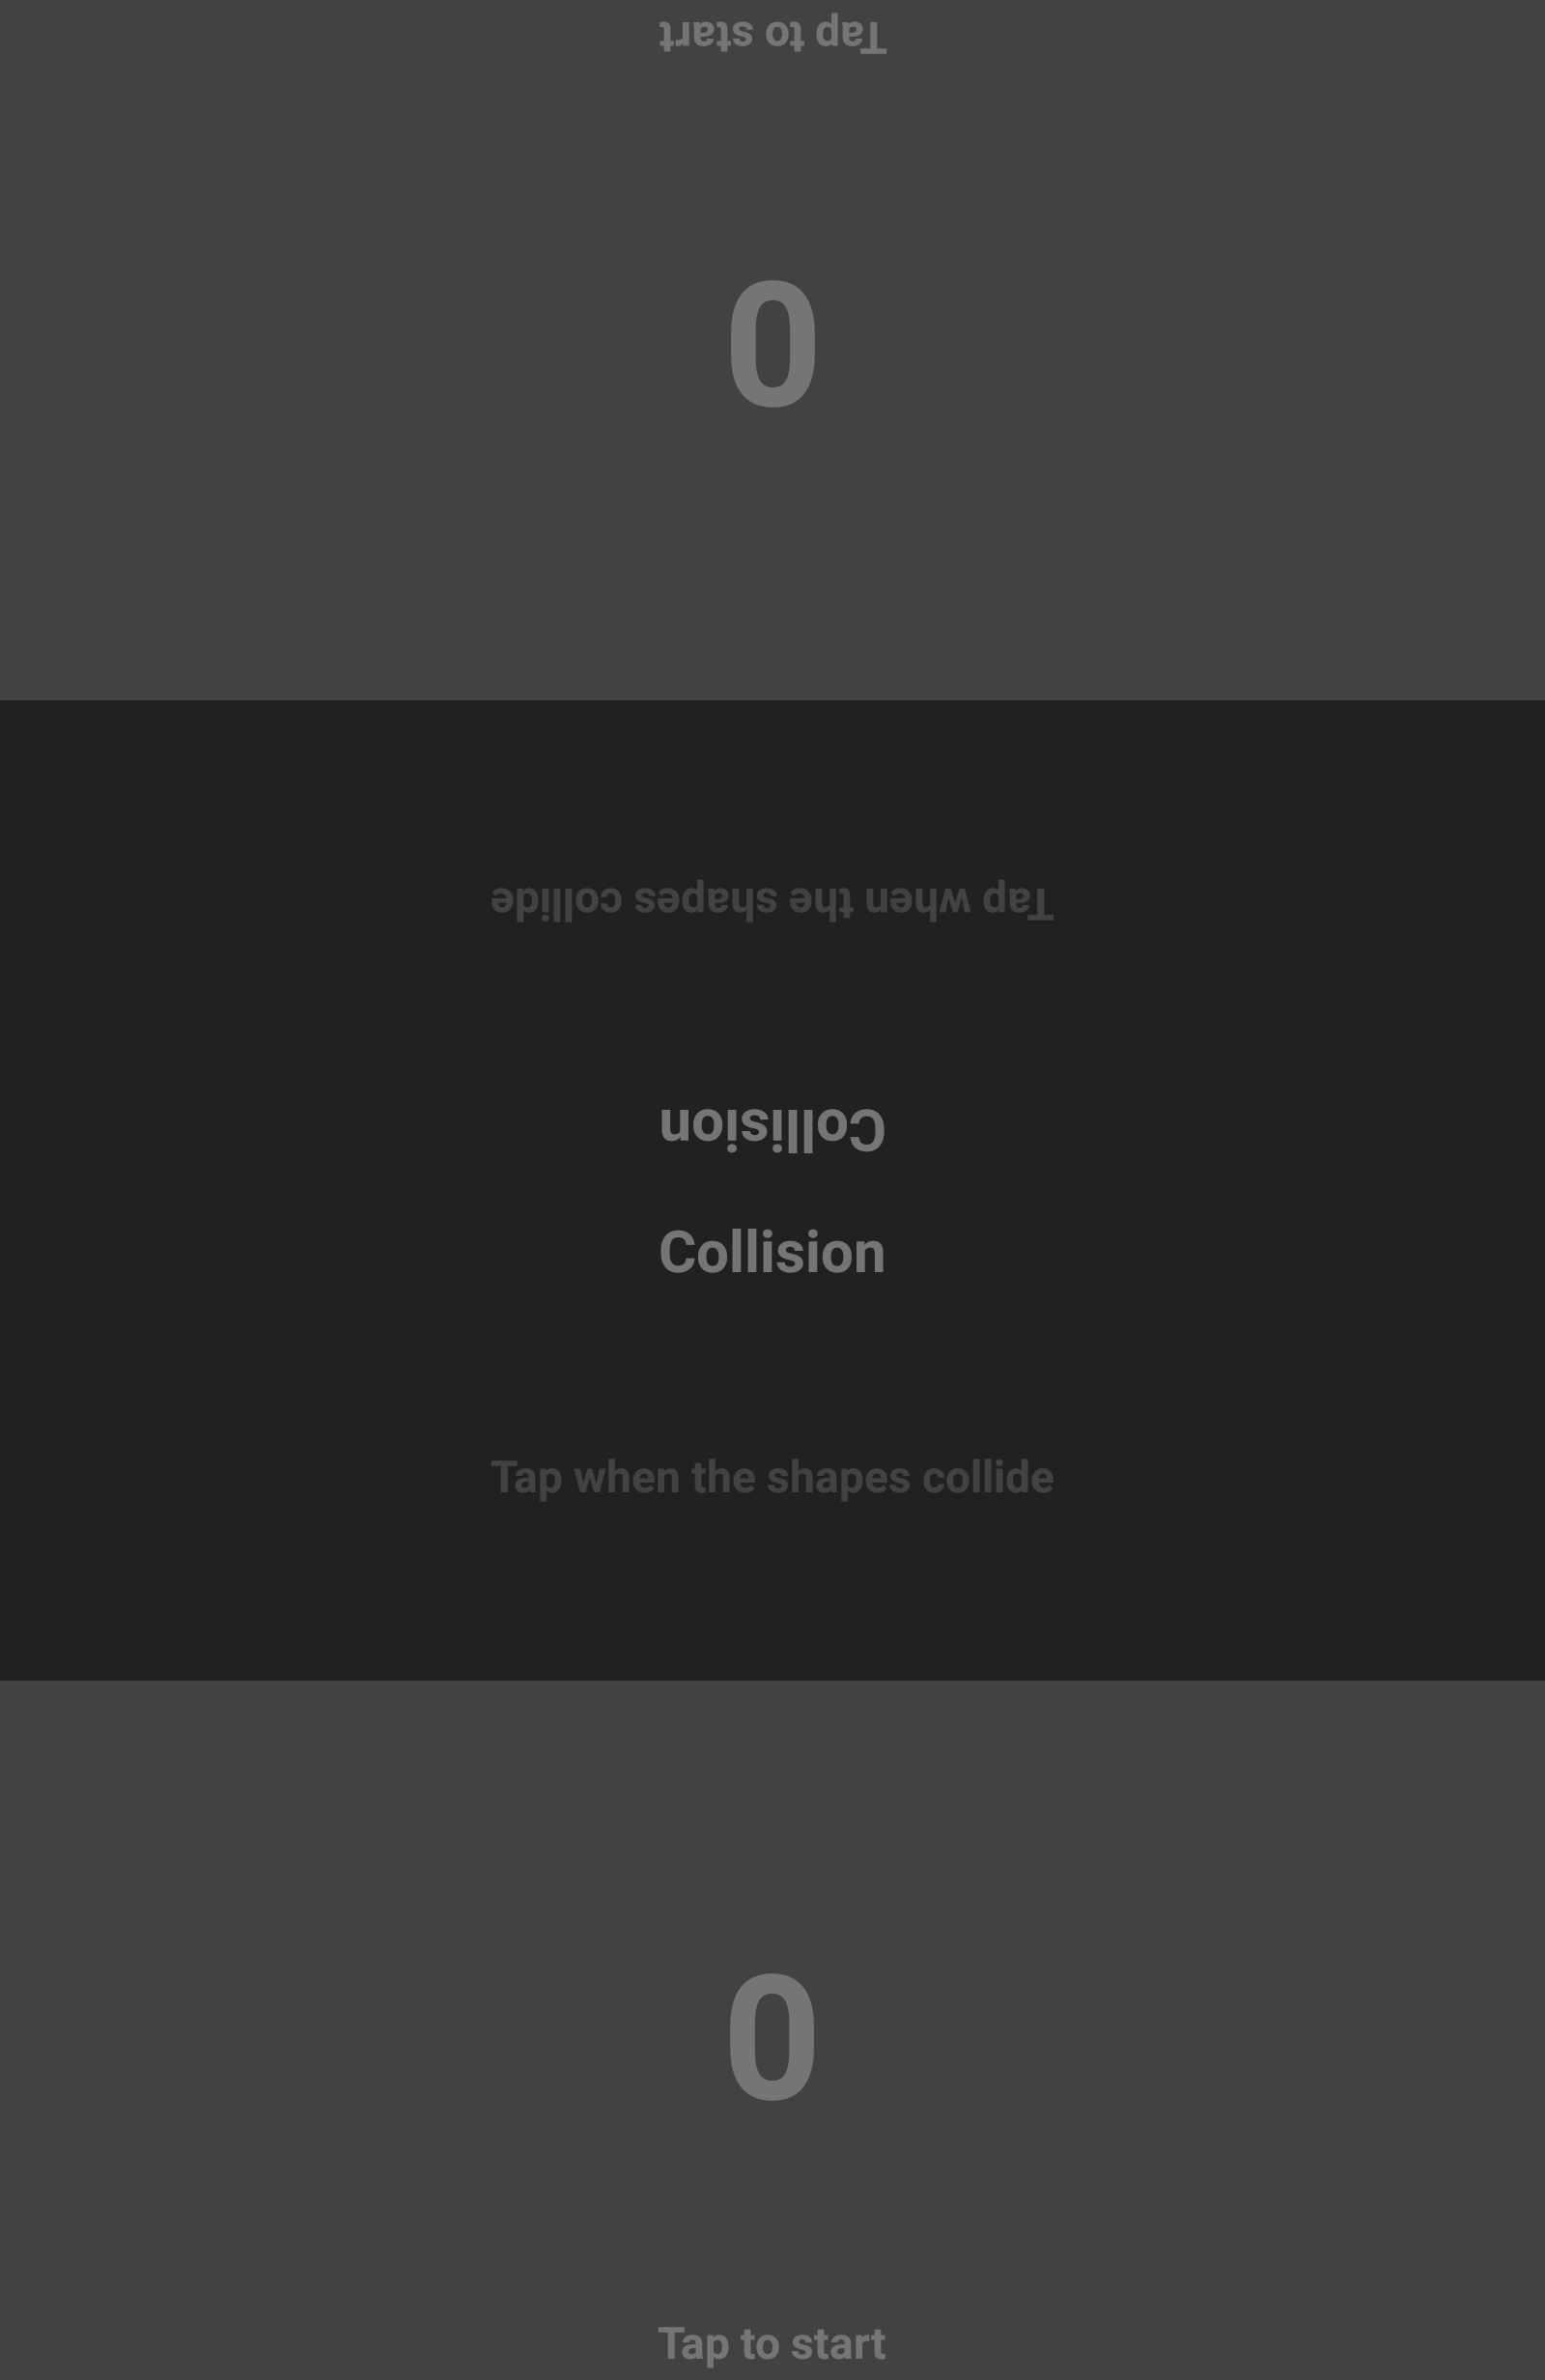 Tap to start
0
Tap when the shapes collide
Collision
Collision
Tap when the shapes collide
0
Tap to start